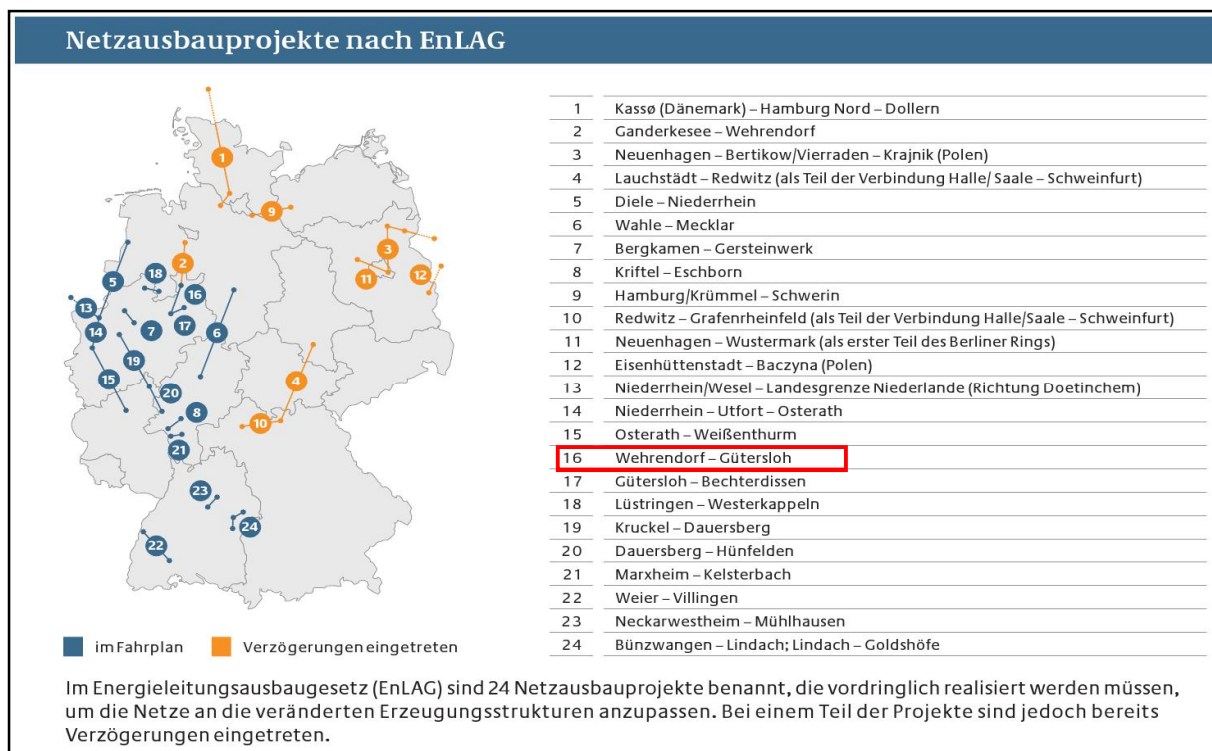 Netzausbauprojekte nach EnLAG
1
9
3
2
11
12
18
5
16
13
17
14
7
6
19
15
20
4
8
10
21
23
24
22
im Fahrplan
Verzögerungen eingetreten
1 Kassø (Dänemark) – Hamburg Nord – Dollern
2 Ganderkesee – Wehrendorf
3 Neuenhagen – Bertikow/Vierraden – Krajnik (Polen)
4 Lauchstädt – Redwitz (als Teil der Verbindung Halle/ Saale – Schweinfurt)
5 Diele – Niederrhein
6 Wahle – Mecklar
7 Bergkamen – Gersteinwerk
8 Kriftel – Eschborn
9 Hamburg/Krümmel – Schwerin
10 Redwitz – Grafenrheinfeld (als Teil der Verbindung Halle/Saale – Schweinfurt)
11 Neuenhagen – Wustermark (als erster Teil des Berliner Rings)
12 Eisenhüttenstadt – Baczyna (Polen)
13 Niederrhein/Wesel – Landesgrenze Niederlande (Richtung Doetinchem)
14 Niederrhein – Utfort – Osterath
15 Osterath – Weißenthurm
16 Wehrendorf – Gütersloh
17 Gütersloh – Bechterdissen
18 Lüstringen – Westerkappeln
19 Kruckel – Dauersberg
20 Dauersberg – Hünfelden
21 Marxheim – Kelsterbach
22 Weier – Villingen
23 Neckarwestheim – Mühlhausen
24 Bünzwangen – Lindach; Lindach – Goldshöfe
Im Energieleitungsausbaugesetz (EnLAG) sind 24 Netzausbauprojekte benannt, die vordringlich realisiert werden müssen,
um die Netze an die veränderten Erzeugungsstrukturen anzupassen. Bei einem Teil der Projekte sind jedoch bereits
Verzögerungen eingetreten.